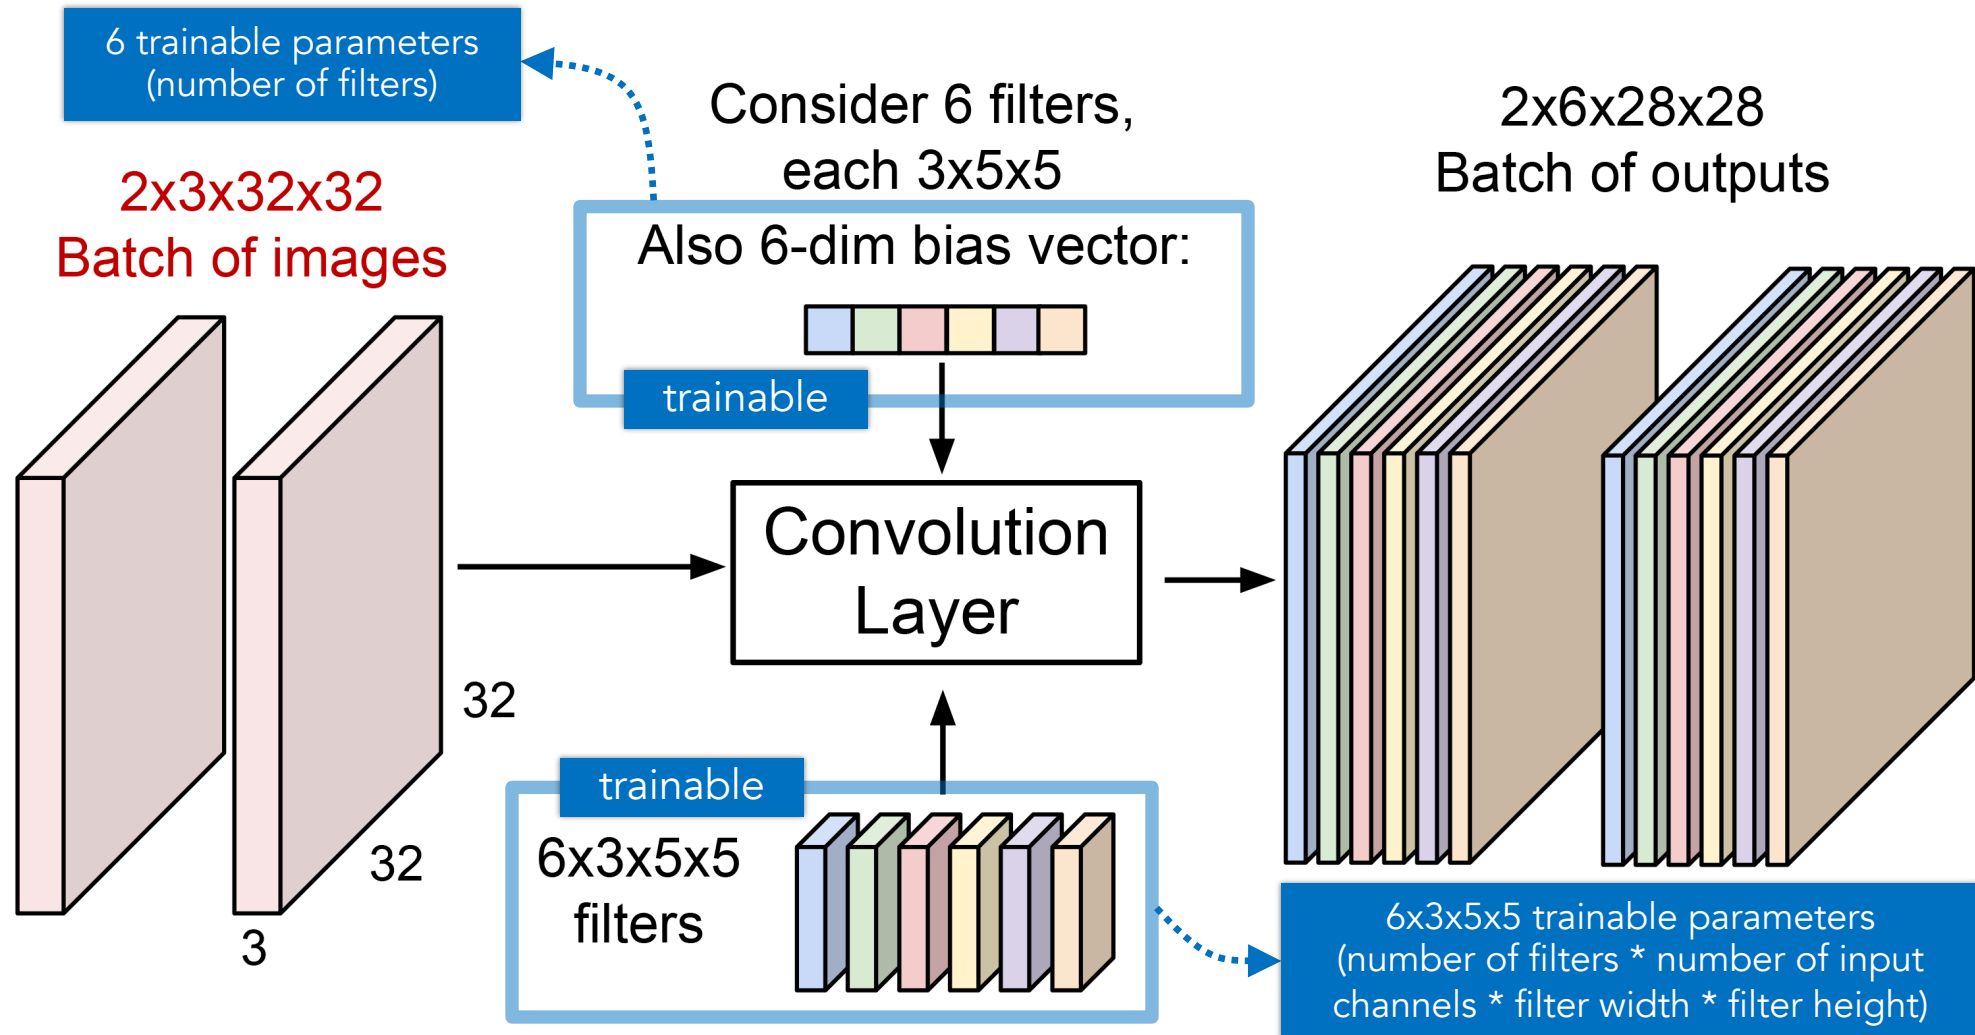 6 trainable parameters
(number of filters)
Consider 6 filters,
each 3x5x5
2x6x28x28
Batch of outputs
2x3x32x32
Batch of images
Also 6-dim bias vector:
trainable
Convolution
Layer
32
32
3
trainable
6x3x5x5
filters
6x3x5x5 trainable parameters
(number of filters * number of input
channels * filter width * filter height)